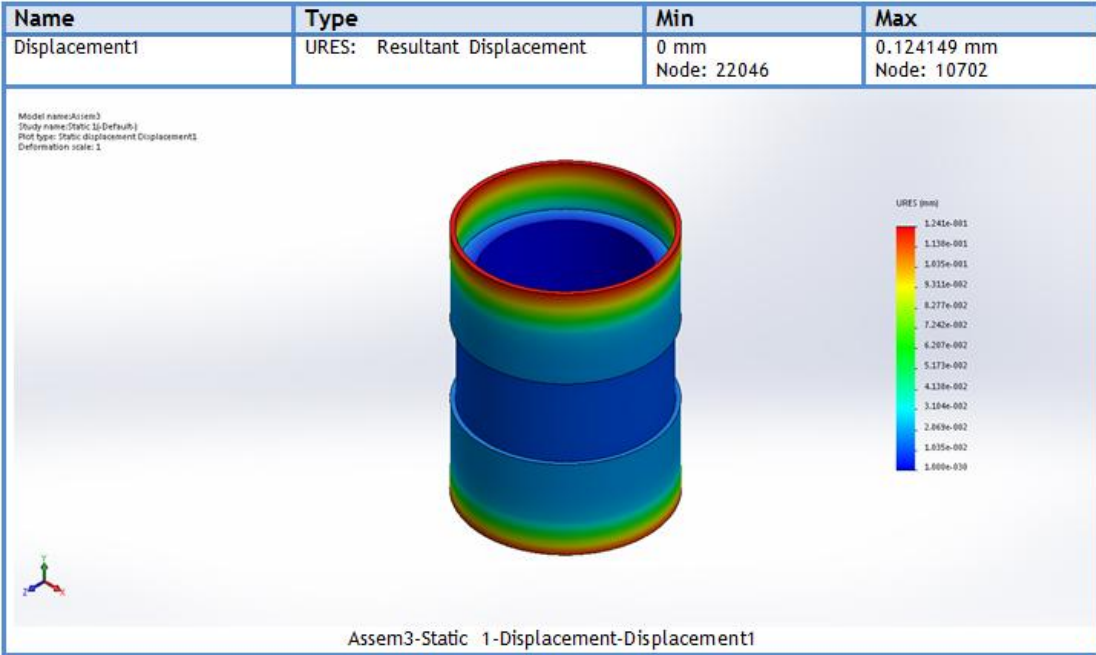 Name Type Min Max
Displacement1 URES: Resultant Displacement 0 mm 0.124149 mm
Node: 22046 Node: 10702
Model name:Assem3
Study name:Static 1(-Default-)
Plot type: Static displacement Displacement1
Deformation scale: 1
URES (mm)
1.241e-001
1.138e-001
1.035e-001
9.311e-002
8.277e-002
7.242e-002
6.207e-002
5.173e-002
4.138e-002
3.104e-002
2.069e-002
1.035e-002
1.000e-030
Y
Z X
Assem3-Static 1-Displacement-Displacement1